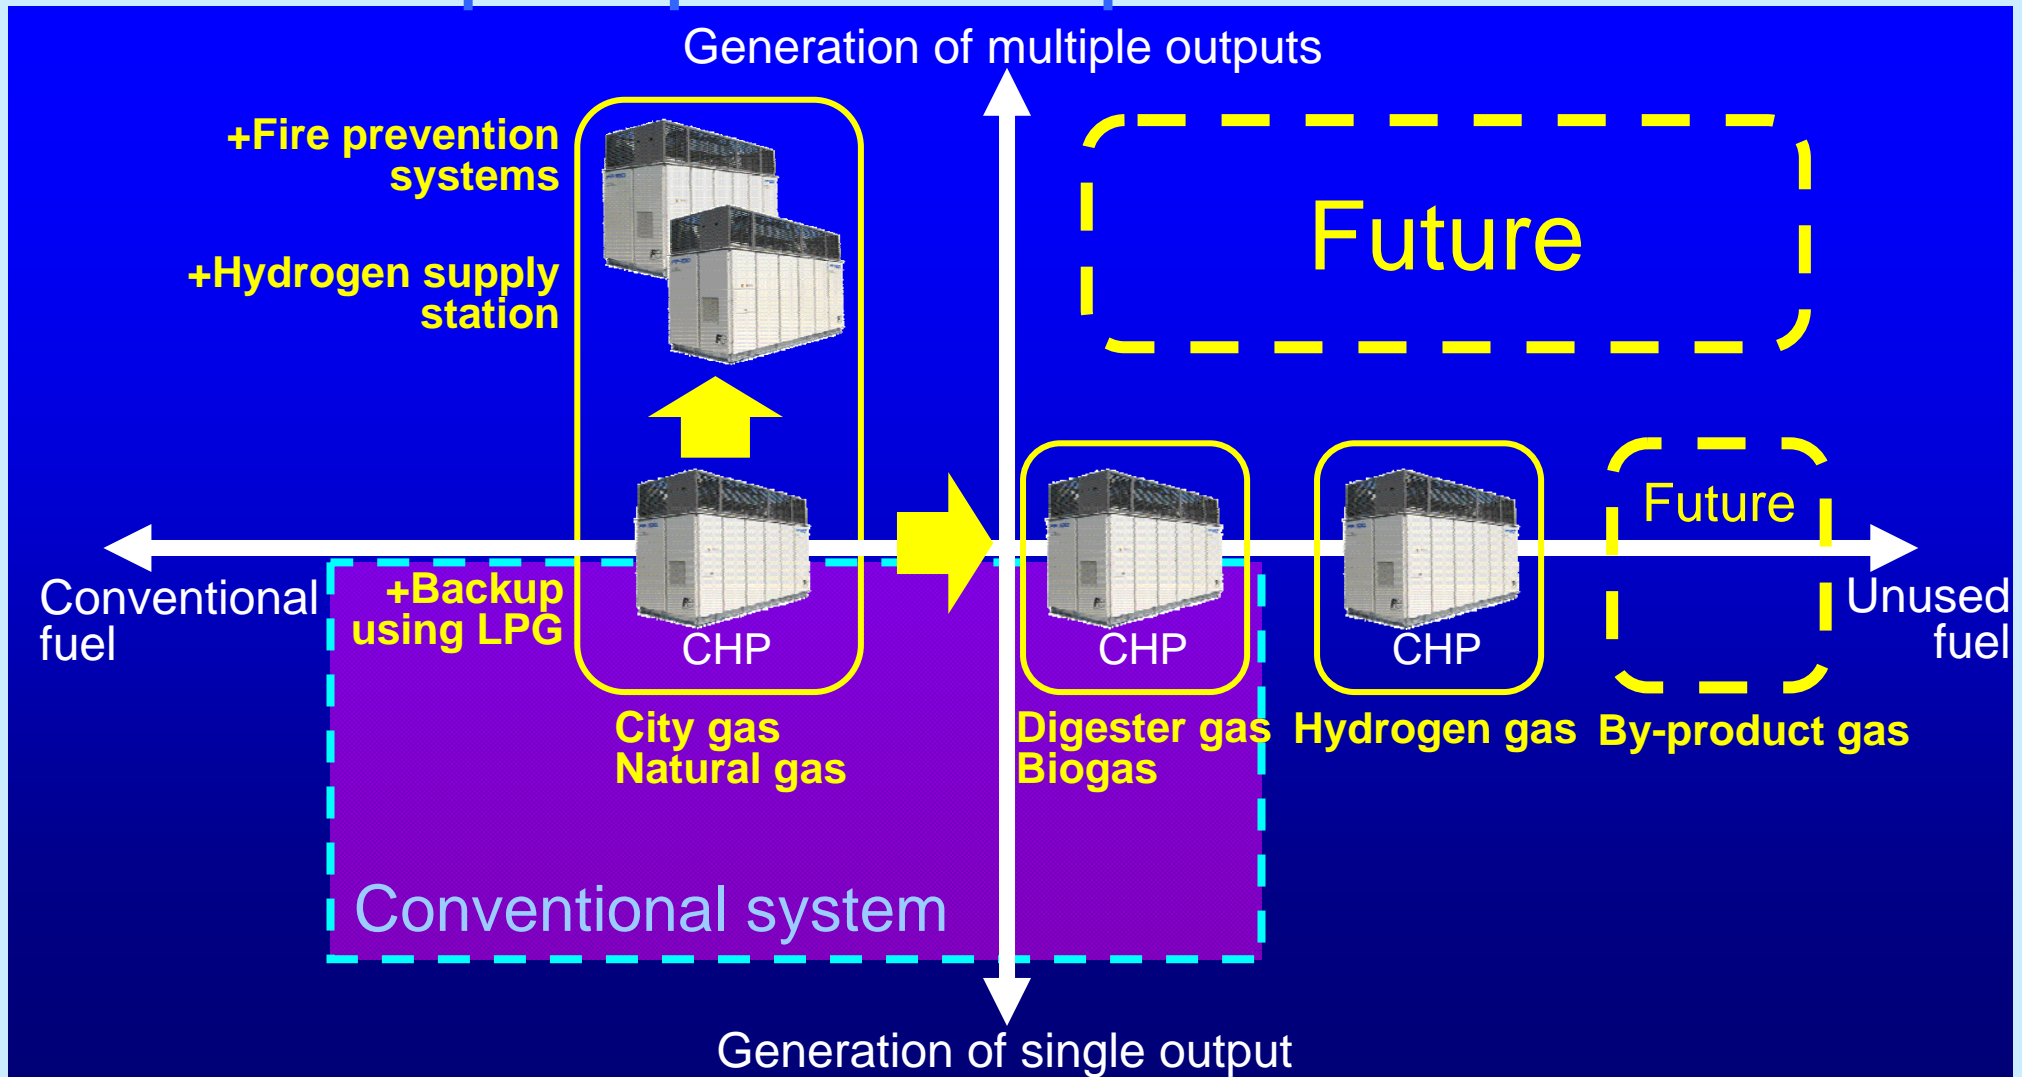 Generation of multiple outputs
+Fire prevention
systems
+Hydrogen supply
station
Future
Future
Conventional
fuel
+Backup
using LPG
CHP
CHP
CHP
Unused
fuel
City gas
Natural gas
Digester gas
Biogas
Hydrogen gas
By-product gas
Conventional system
Generation of single output